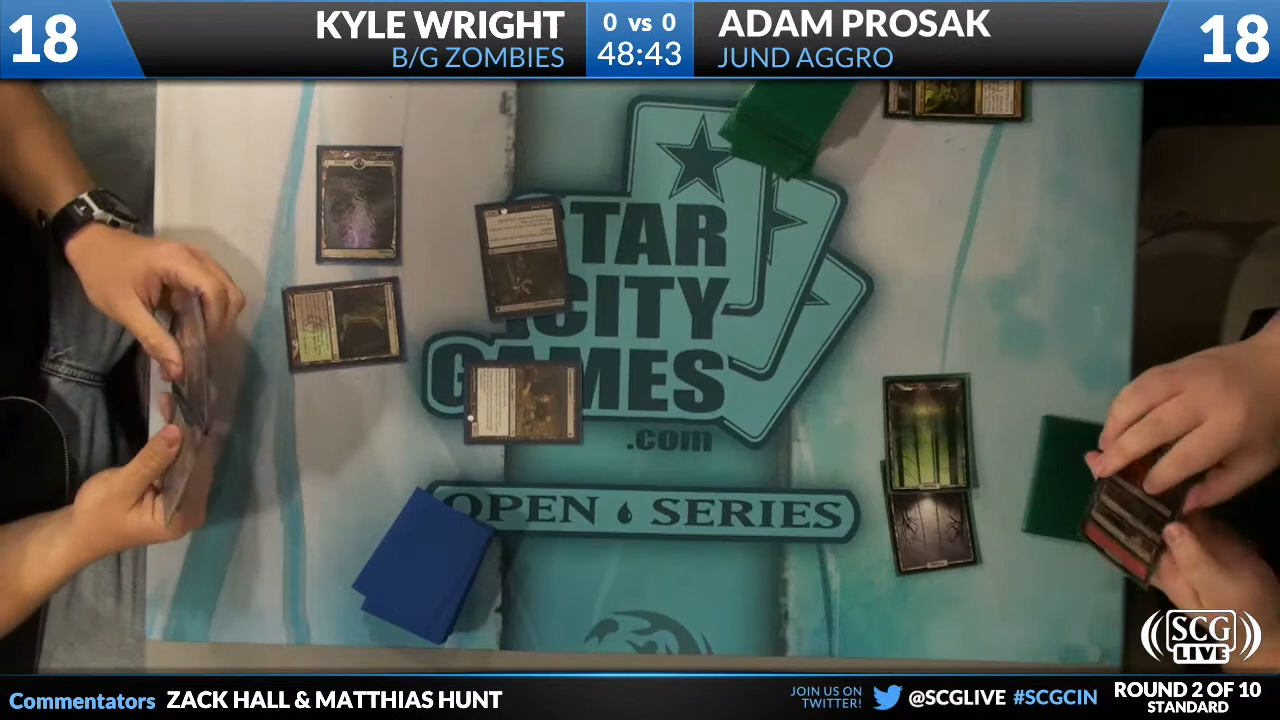 18
KYLE WRIGHT
B/G ZOMBIES
0 vs 0
48:43
ADAM PROSAK
JUND AGGRO
18
STAR
CITY
GAMES
.com
OPEN SERIES
SCG
LIVE
Commentators ZACK HALL & MATTHIAS HUNT
JOIN US ON
TWITTER!
@SCGLIVE #SCGCIN
ROUND 2 OF 10
STANDARD